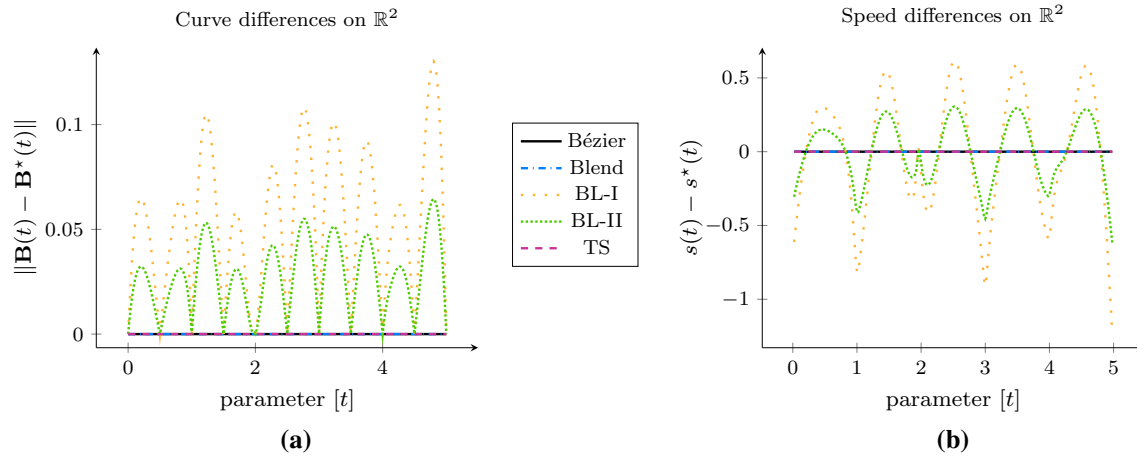 Curve differences on ℝ²
‖𝐁(t) − 𝐁⋆(t)‖
0.1
0.05
0
0
2
4
parameter [t]
(a)
Bézier
Blend
BL-I
BL-II
TS
Speed differences on ℝ²
s(t) − s⋆(t)
0.5
0
−0.5
−1
0
1
2
3
4
5
parameter [t]
(b)